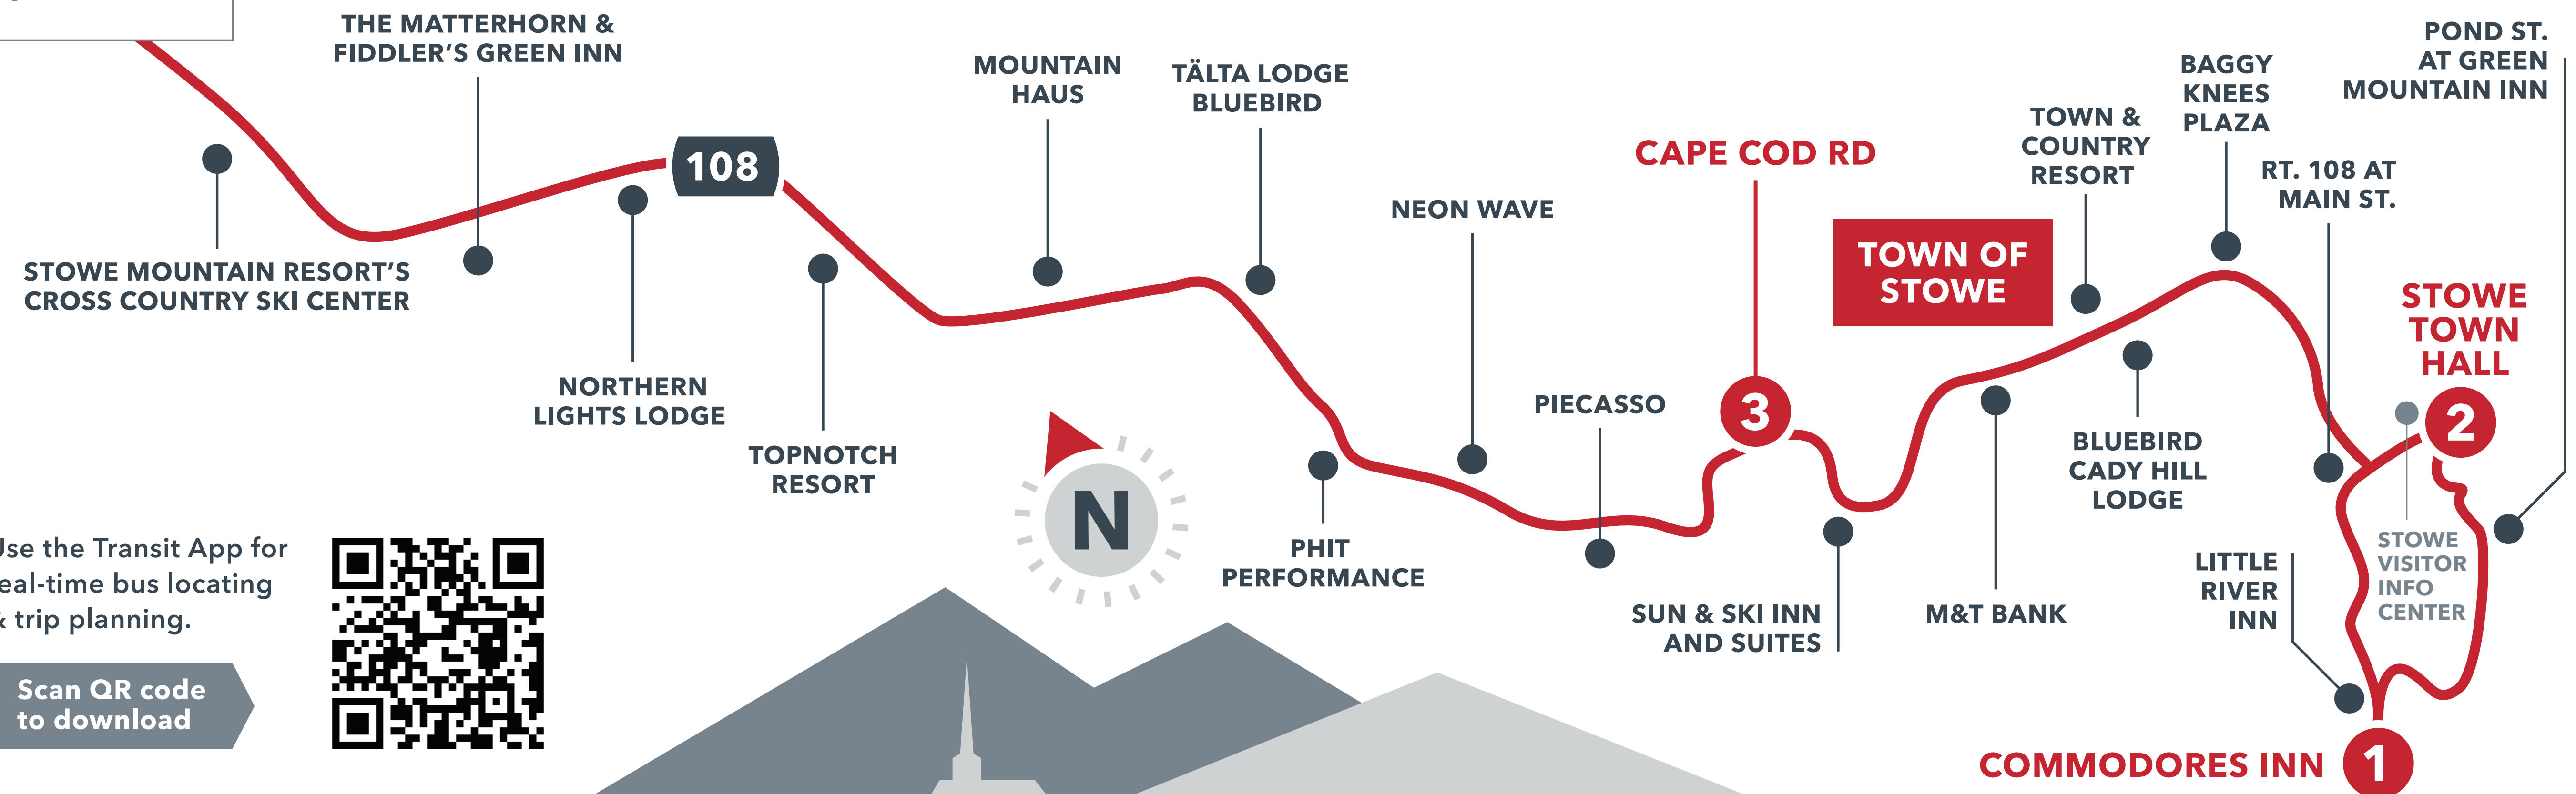 THE MATTERHORN &
FIDDLER'S GREEN INN
STOWE MOUNTAIN RESORT'S
CROSS COUNTRY SKI CENTER
108
NORTHERN
LIGHTS LODGE
TOPNOTCH
RESORT
MOUNTAIN
HAUS
TÄLTA LODGE
BLUEBIRD
N
PHIT
PERFORMANCE
NEON WAVE
PIECASSO
CAPE COD RD
3
TOWN OF
STOWE
SUN & SKI INN
AND SUITES
M&T BANK
TOWN &
COUNTRY
RESORT
BLUEBIRD
CADY HILL
LODGE
BAGGY
KNEES
PLAZA
RT. 108 AT
MAIN ST.
POND ST.
AT GREEN
MOUNTAIN INN
STOWE
TOWN
HALL
2
STOWE
VISITOR
INFO
CENTER
LITTLE
RIVER
INN
COMMODORES INN
1
Use the Transit App for
real-time bus locating
& trip planning.
Scan QR code
to download